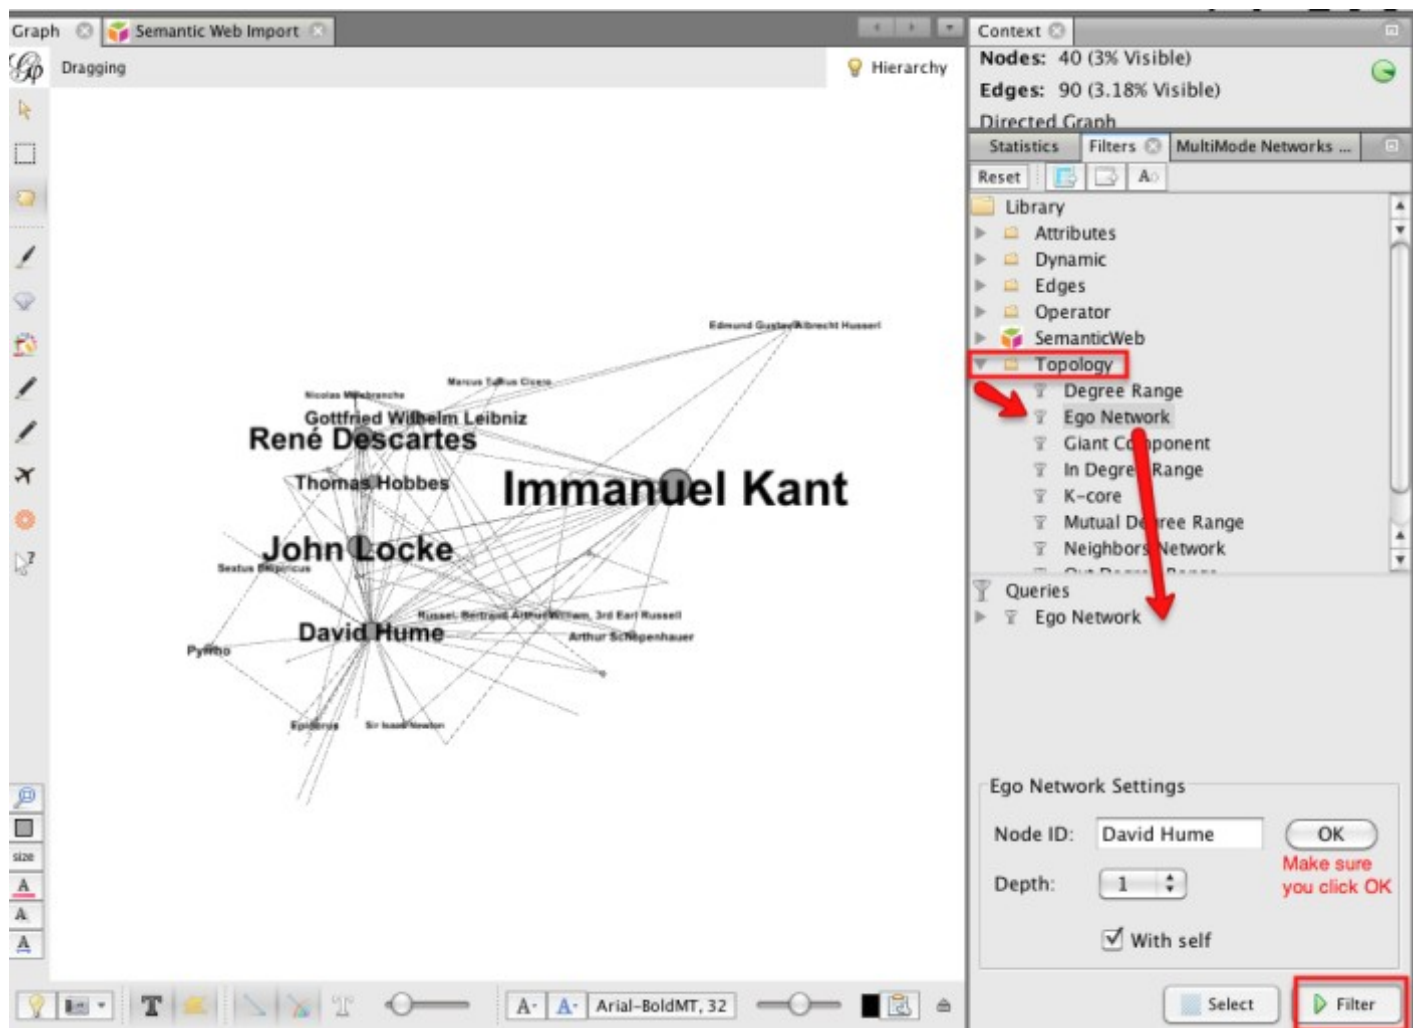 Graph
Semantic Web Import
Dragging
Hierarchy
Edmund Gustav Albrecht Husserl
Marcus Tullius Cicero
Nicolas Malebranche
Gottfried Wilhelm Leibniz
René Descartes
Thomas Hobbes
Immanuel Kant
John Locke
Sextus Empiricus
Russel, Bertrand Arthur William, 3rd Earl Russell
David Hume
Arthur Schopenhauer
Pyrrho
Epicurus
Sir Isaac Newton
size
A
A
A
T
T
A-
A-
Arial-BoldMT, 32
Context
Nodes: 40 (3% Visible)
Edges: 90 (3.18% Visible)
Directed Graph
Statistics
Filters
MultiMode Networks ...
Reset
A
Library
Attributes
Dynamic
Edges
Operator
SemanticWeb
Topology
Degree Range
Ego Network
Giant Component
In Degree Range
K-core
Mutual Degree Range
Neighbors Network
Queries
Ego Network
Ego Network Settings
Node ID:
David Hume
OK
Make sure
you click OK
Depth:
1
With self
Select
Filter